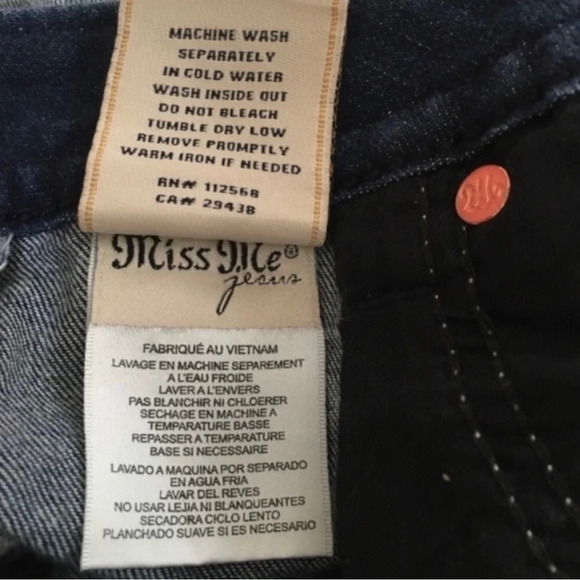 MACHINE WASH
SEPARATELY
IN COLD WATER
WASH INSIDE OUT
DO NOT BLEACH
TUMBLE DRY LOW
REMOVE PROMPTLY
WARM IRON IF NEEDED
RN# 112568
CA# 29438
Miss Me®
jeans
FABRIQUÉ AU VIETNAM
LAVAGE EN MACHINE SEPAREMENT
A L'EAU FROIDE
LAVER A L'ENVERS
PAS BLANCHIR NI CHLOERER
SECHAGE EN MACHINE A
TEMPARATURE BASSE
REPASSER A TEMPARATURE
BASE SI NECESSAIRE
LAVADO A MAQUINA POR SEPARADO
EN AGUA FRIA
LAVAR DEL REVES
NO USAR LEJIA NI BLANQUEANTES
SECADORA CICLO LENTO
PLANCHADO SUAVE SI ES NECESARIO